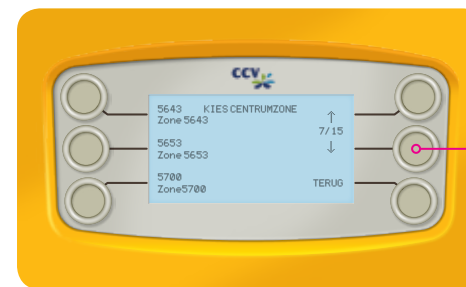 CCV
5643 KIES CENTRUMZONE
Zone 5643 ↑
7/15
5653 ↓
Zone 5653
5700
Zone5700 TERUG